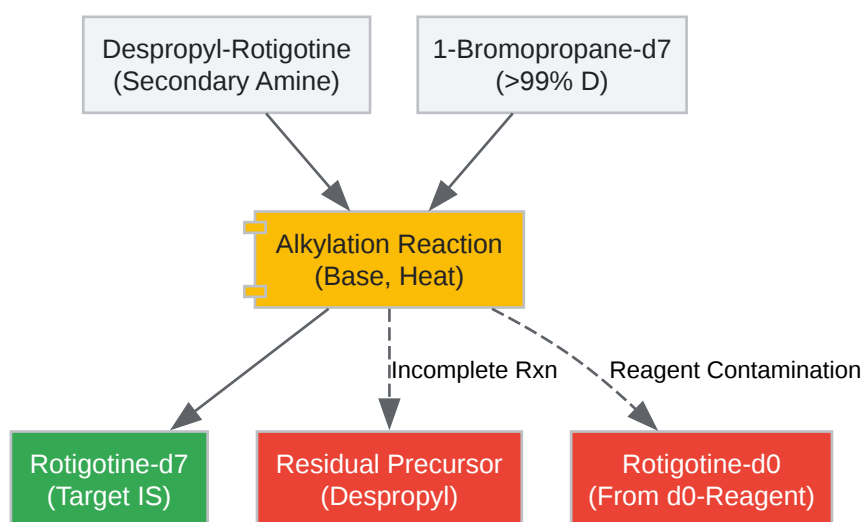 Despropyl-Rotigotine
(Secondary Amine)
1-Bromopropane-d7
(>99% D)
Alkylation Reaction
(Base, Heat)
Incomplete Rxn
Reagent Contamination
Rotigotine-d7
(Target IS)
Residual Precursor
(Despropyl)
Rotigotine-d0
(From d0-Reagent)